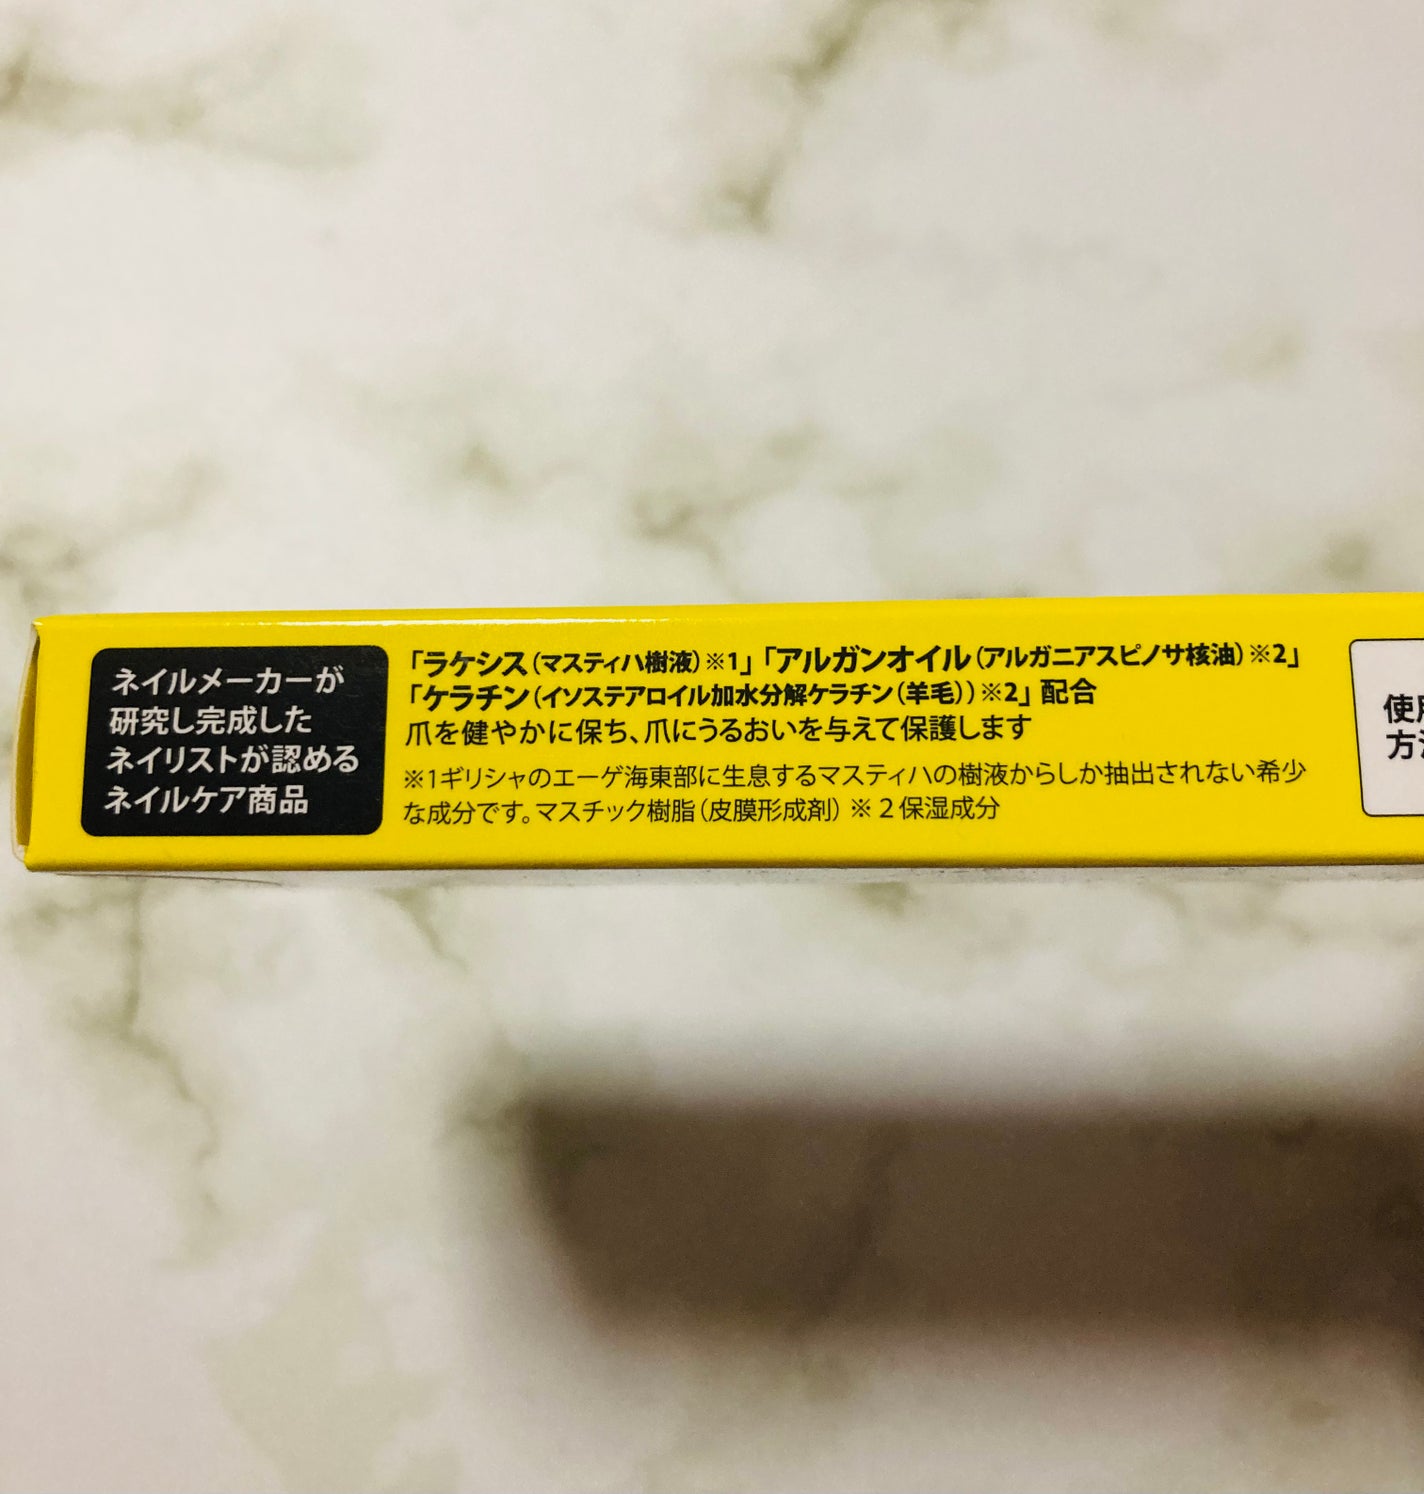 ネイルメーカーが
研究し完成した
ネイリストが認める
ネイルケア商品
「ラケシス（マスティハ樹液）※1」「アルガンオイル（アルガニアスピノサ核油）※2」
「ケラチン（イソステアロイル加水分解ケラチン（羊毛））※2」配合
爪を健やかに保ち、爪にうるおいを与えて保護します
※1ギリシャのエーゲ海東部に生息するマスティハの樹液からしか抽出されない希少
な成分です。マスチック樹脂（皮膜形成剤）※２保湿成分
使
方